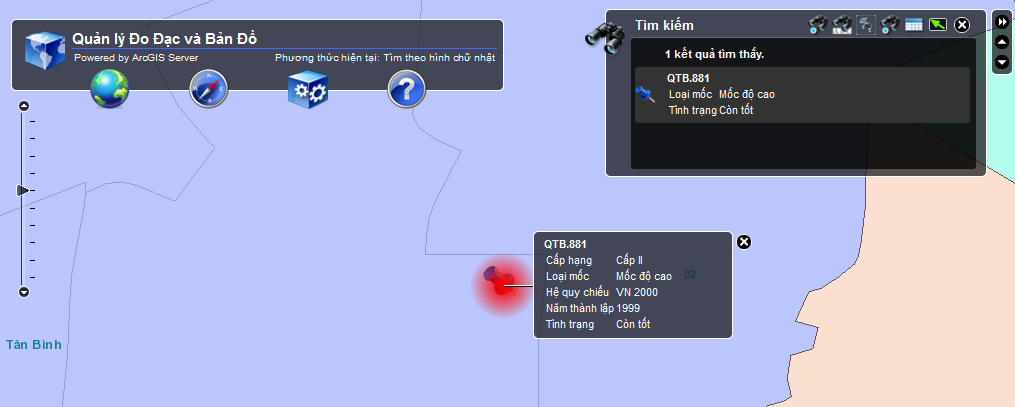 Quản lý Đo Đạc và Bản Đồ
Powered by ArcGIS Server
Phương thức hiện tại: Tìm theo hình chữ nhật
Tìm kiếm
1 kết quả tìm thấy.
QTB.881
Loại mốc Mốc độ cao
Tình trạng Còn tốt
QTB.881
Cấp hạng Cấp II
Loại mốc Mốc độ cao
02
Hệ quy chiếu VN 2000
Năm thành lập 1999
Tình trạng Còn tốt
Tân Bình